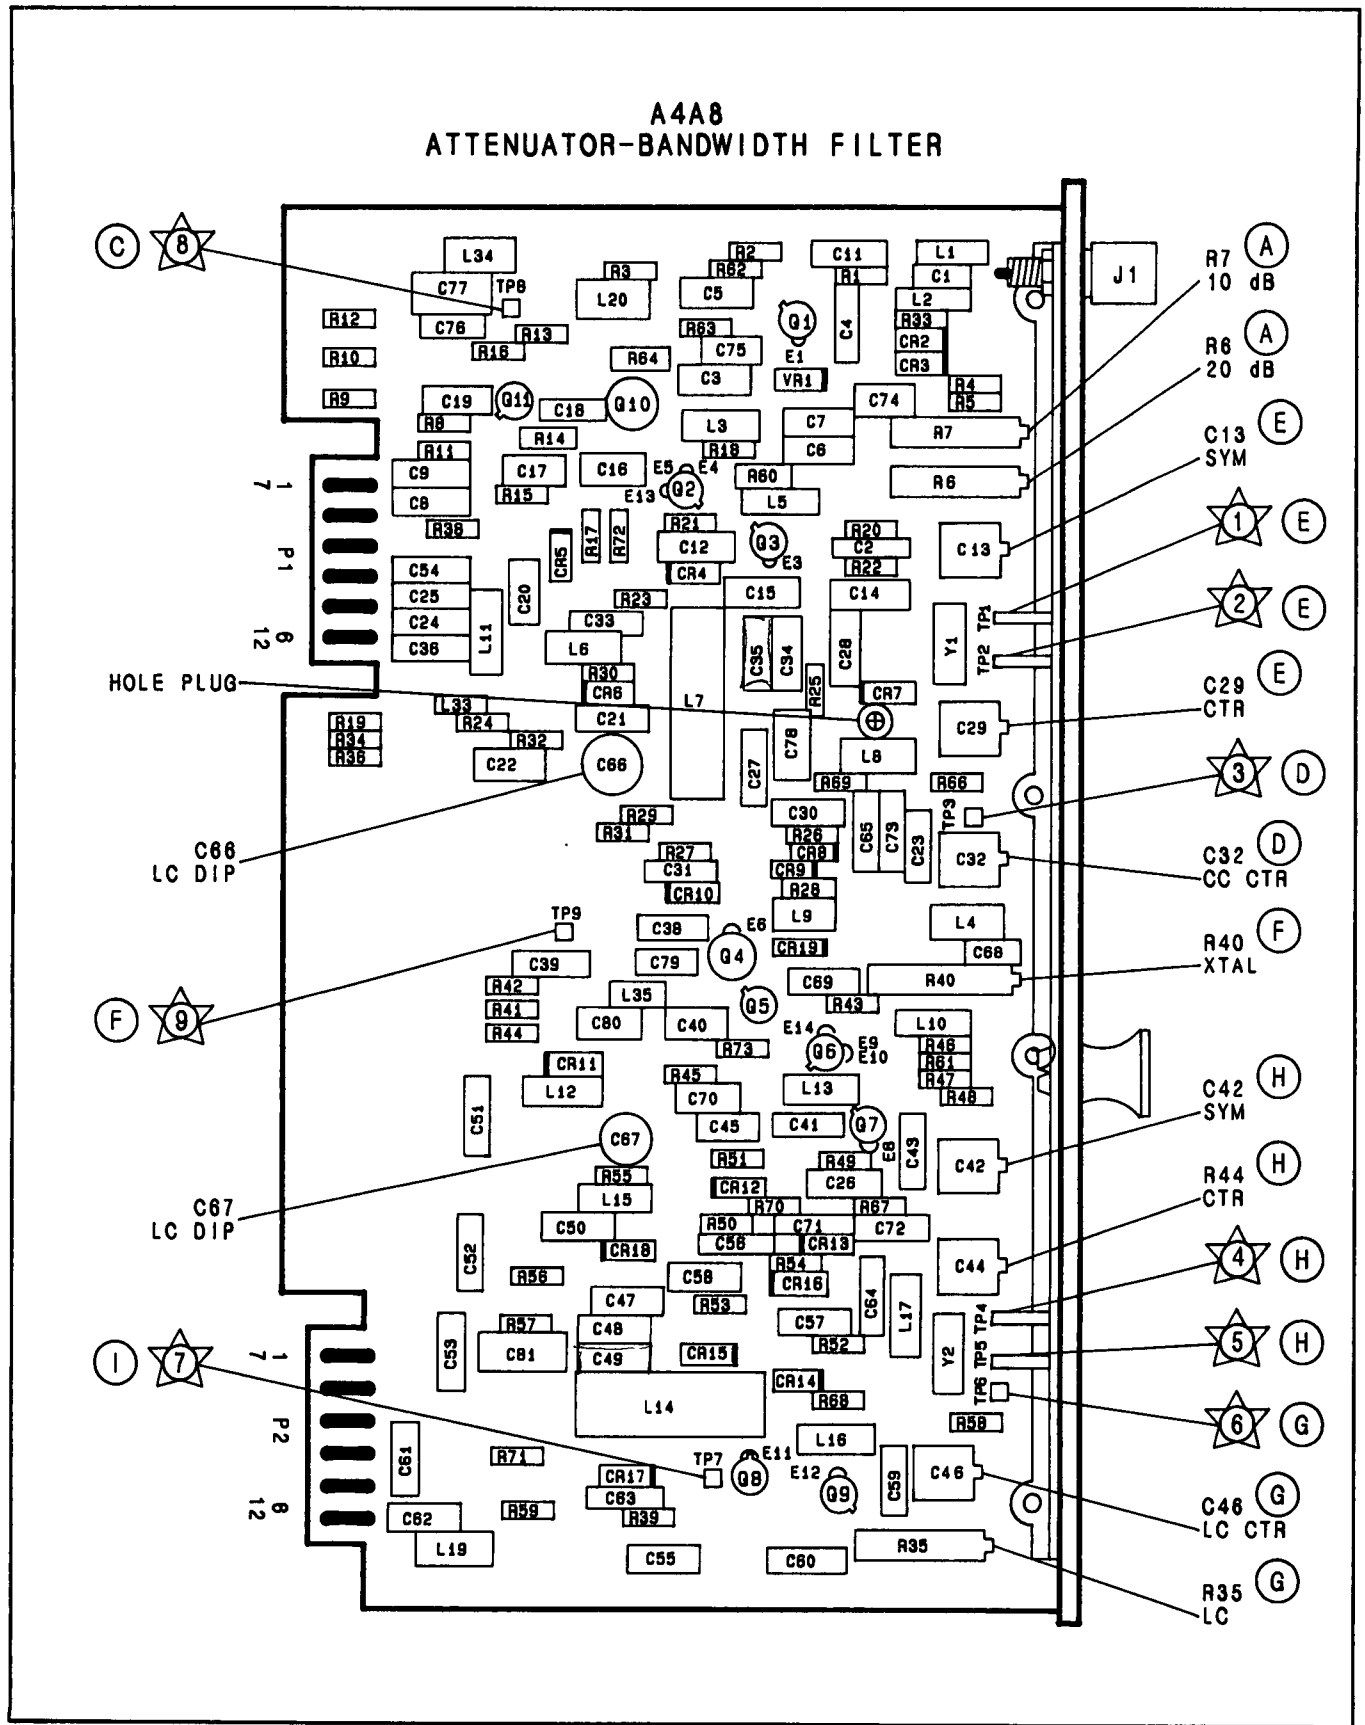 A4A8
ATTENUATOR-BANDWIDTH FILTER
C 8
R7 A
10 dB
R6 A
20 dB
C13 E
SYM
1 E
2 E
C29 E
CTR
3 D
C32 D
CC CTR
R40 F
XTAL
C42 H
SYM
R44 H
CTR
4 H
5 H
6 G
C46 G
LC CTR
R35 G
LC
HOLE PLUG
C66
LC DIP
F 9
C67
LC DIP
I 7
1
7
P1
6
12
1
7
P2
6
12
L34
C77
TP8
C76
R13
R16
R12
R10
R9
R3
L20
R2
R62
C5
C11
R1
C4
L1
C1
L2
J1
R33
CR2
CR3
Q1
E1
R63
C75
R64
C3
VR1
R4
R5
C74
C19
Q11
R8
C18
Q10
L3
R18
C7
C6
R7
R11
C9
C8
R14
C17
R15
C16
E5
E4
E13
Q2
R60
L5
R6
R38
CR5
R17
R72
R21
C12
CR4
Q3
E3
R20
C2
R22
C13
C54
C25
C24
C36
L11
C20
R23
C33
L6
C15
C14
Y1
TP1
TP2
R30
CR6
C21
L7
C35
C34
R25
C28
CR7
C29
L33
R24
R32
C22
R19
R34
R36
C66
C27
C78
L8
R69
R66
TP3
R29
R31
C30
R26
CR8
CR9
R28
L9
C65
C73
C23
C32
R27
C31
CR10
TP9
C38
E6
Q4
CR19
L4
C68
C39
C79
R42
R41
R44
L35
C80
C40
Q5
C69
R43
R40
R73
E14
E9
E10
Q6
L10
R46
R61
R47
R48
CR11
L12
C51
R45
C70
C45
L13
C41
Q7
E8
C43
C42
C67
R55
L15
C50
CR18
R51
CR12
R70
R50
C56
C71
CR13
R49
C26
R67
C72
C52
R56
C58
R53
R54
CR16
C64
L17
C44
TP4
TP5
TP6
Y2
C47
C48
C49
R57
C81
C53
CR15
C57
R52
CR14
R68
L14
L16
R58
C61
R71
TP7
E11
Q8
E12
Q9
C59
C46
CR17
C63
R39
R59
C62
L19
C55
C60
R35